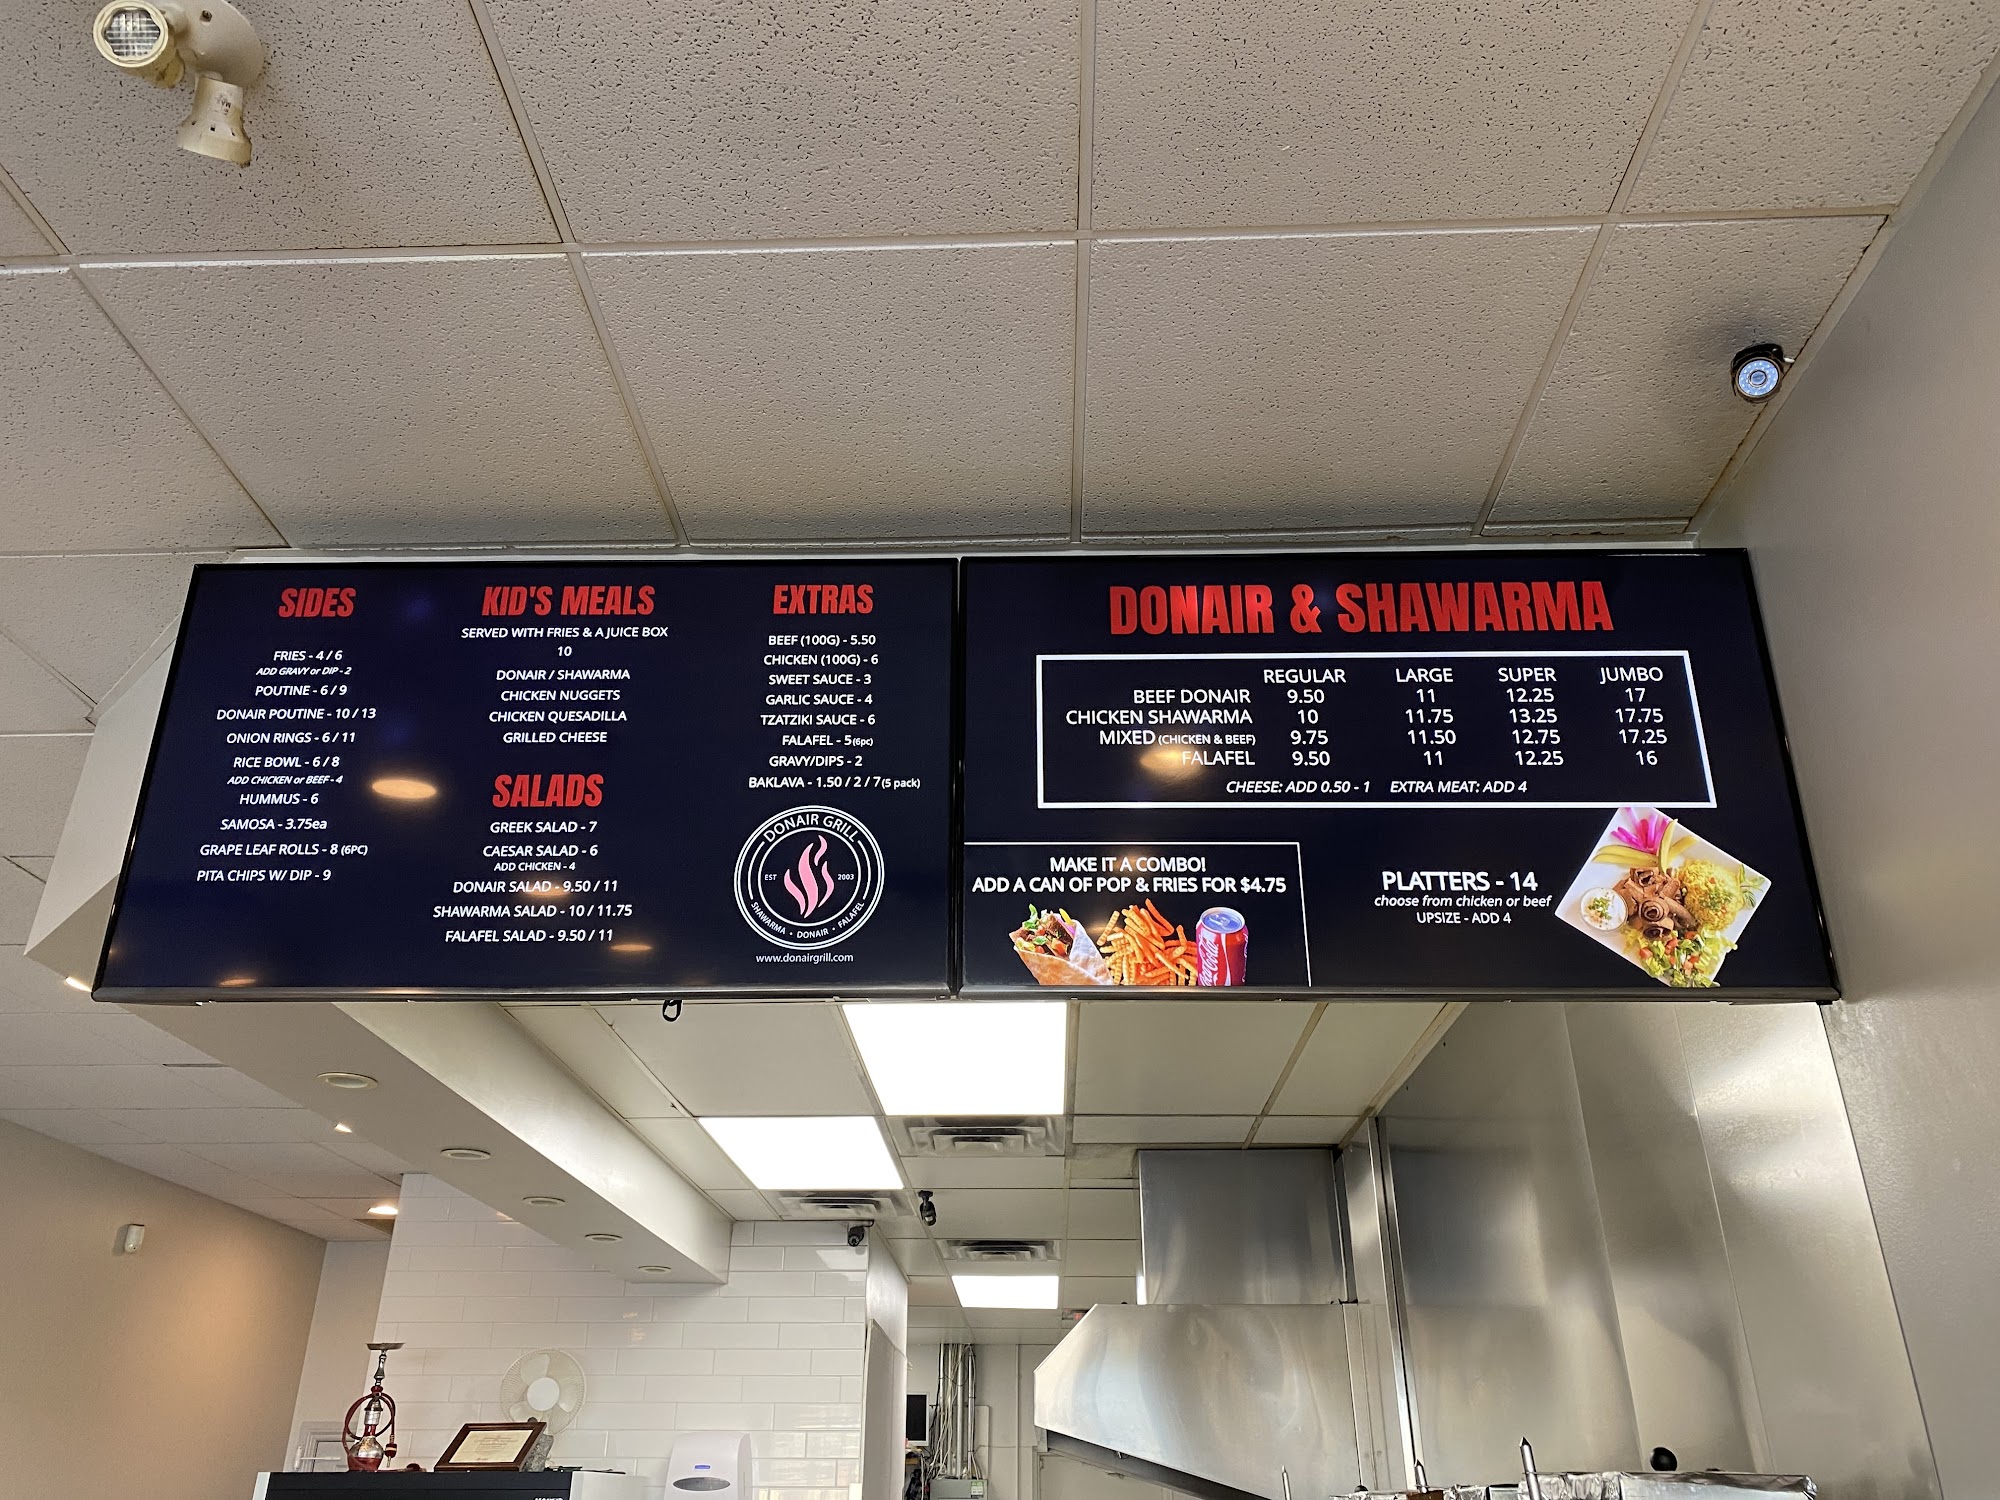 SIDES
FRIES - 4 / 6
ADD GRAVY or DIP - 2
POUTINE - 6 / 9
DONAIR POUTINE - 10 / 13
ONION RINGS - 6 / 11
RICE BOWL - 6 / 8
ADD CHICKEN or BEEF - 4
HUMMUS - 6
SAMOSA - 3.75ea
GRAPE LEAF ROLLS - 8 (6PC)
PITA CHIPS W/ DIP - 9
KID'S MEALS
SERVED WITH FRIES & A JUICE BOX
10
DONAIR / SHAWARMA
CHICKEN NUGGETS
CHICKEN QUESADILLA
GRILLED CHEESE
SALADS
GREEK SALAD - 7
CAESAR SALAD - 6
ADD CHICKEN - 4
DONAIR SALAD - 9.50 / 11
SHAWARMA SALAD - 10 / 11.75
FALAFEL SALAD - 9.50 / 11
EXTRAS
BEEF (100G) - 5.50
CHICKEN (100G) - 6
SWEET SAUCE - 3
GARLIC SAUCE - 4
TZATZIKI SAUCE - 6
FALAFEL - 5 (6pc)
GRAVY/DIPS - 2
BAKLAVA - 1.50 / 2 / 7 (5 pack)
DONAIR GRILL
EST 2003
SHAWARMA • DONAIR • FALAFEL
www.donairgrill.com
DONAIR & SHAWARMA
REGULAR LARGE SUPER JUMBO
BEEF DONAIR 9.50 11 12.25 17
CHICKEN SHAWARMA 10 11.75 13.25 17.75
MIXED (CHICKEN & BEEF) 9.75 11.50 12.75 17.25
FALAFEL 9.50 11 12.25 16
CHEESE: ADD 0.50 - 1 EXTRA MEAT: ADD 4
MAKE IT A COMBO!
ADD A CAN OF POP & FRIES FOR $4.75
Coca-Cola
PLATTERS - 14
choose from chicken or beef
UPSIZE - ADD 4